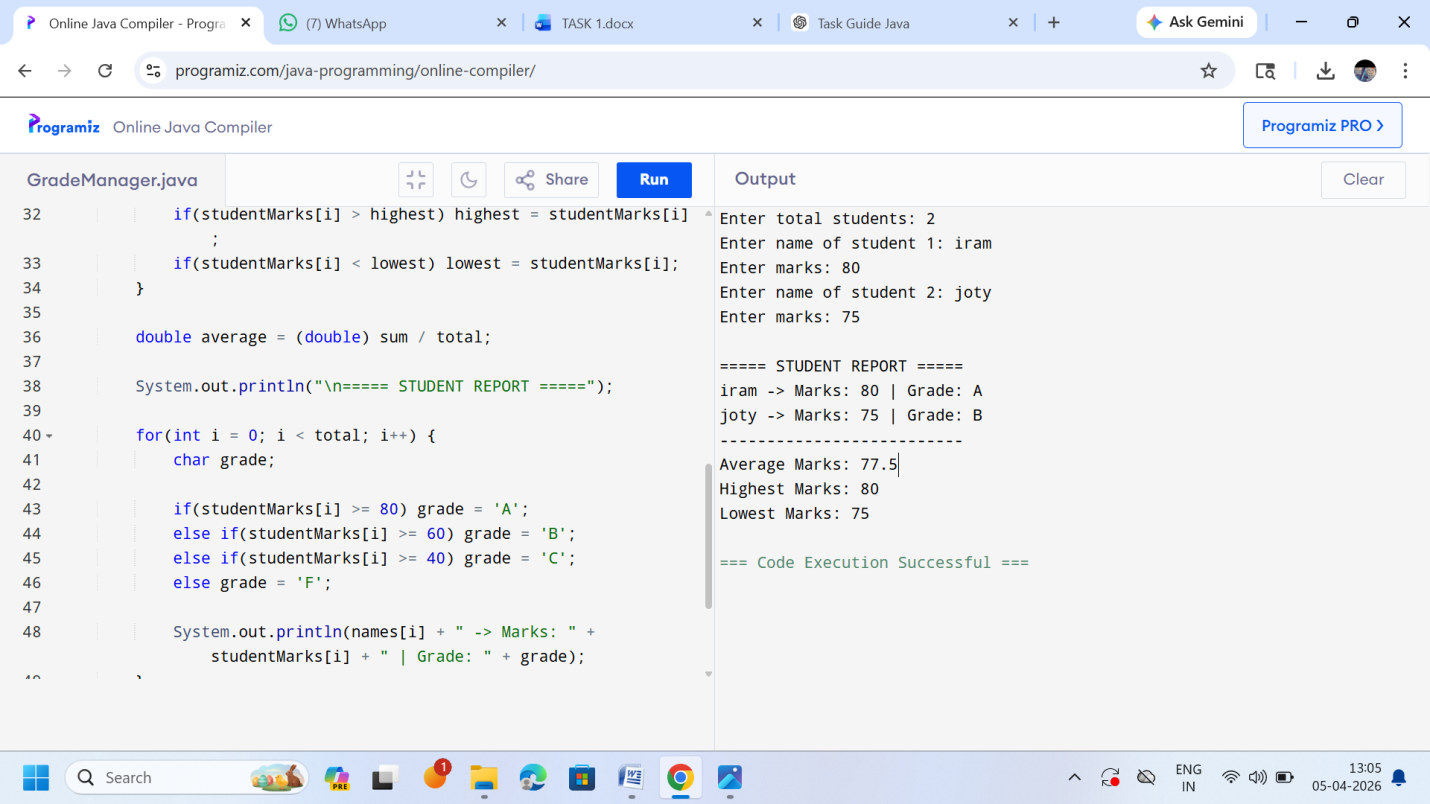 Online Java Compiler - Progra
(7) WhatsApp
TASK 1.docx
Task Guide Java
Ask Gemini
programiz.com/java-programming/online-compiler/
Programiz Online Java Compiler
Programiz PRO
GradeManager.java
Share
Run
Output
Clear
32 if(studentMarks[i] > highest) highest = studentMarks[i]
;
33 if(studentMarks[i] < lowest) lowest = studentMarks[i];
34 }
35
36 double average = (double) sum / total;
37
38 System.out.println("\n===== STUDENT REPORT =====");
39
40 for(int i = 0; i < total; i++) {
41 char grade;
42
43 if(studentMarks[i] >= 80) grade = 'A';
44 else if(studentMarks[i] >= 60) grade = 'B';
45 else if(studentMarks[i] >= 40) grade = 'C';
46 else grade = 'F';
47
48 System.out.println(names[i] + " -> Marks: " +
studentMarks[i] + " | Grade: " + grade);
Enter total students: 2
Enter name of student 1: iram
Enter marks: 80
Enter name of student 2: joty
Enter marks: 75
===== STUDENT REPORT =====
iram -> Marks: 80 | Grade: A
joty -> Marks: 75 | Grade: B
--------------------------
Average Marks: 77.5
Highest Marks: 80
Lowest Marks: 75
=== Code Execution Successful ===
Search
PRE
1
ENG
IN
13:05
05-04-2026